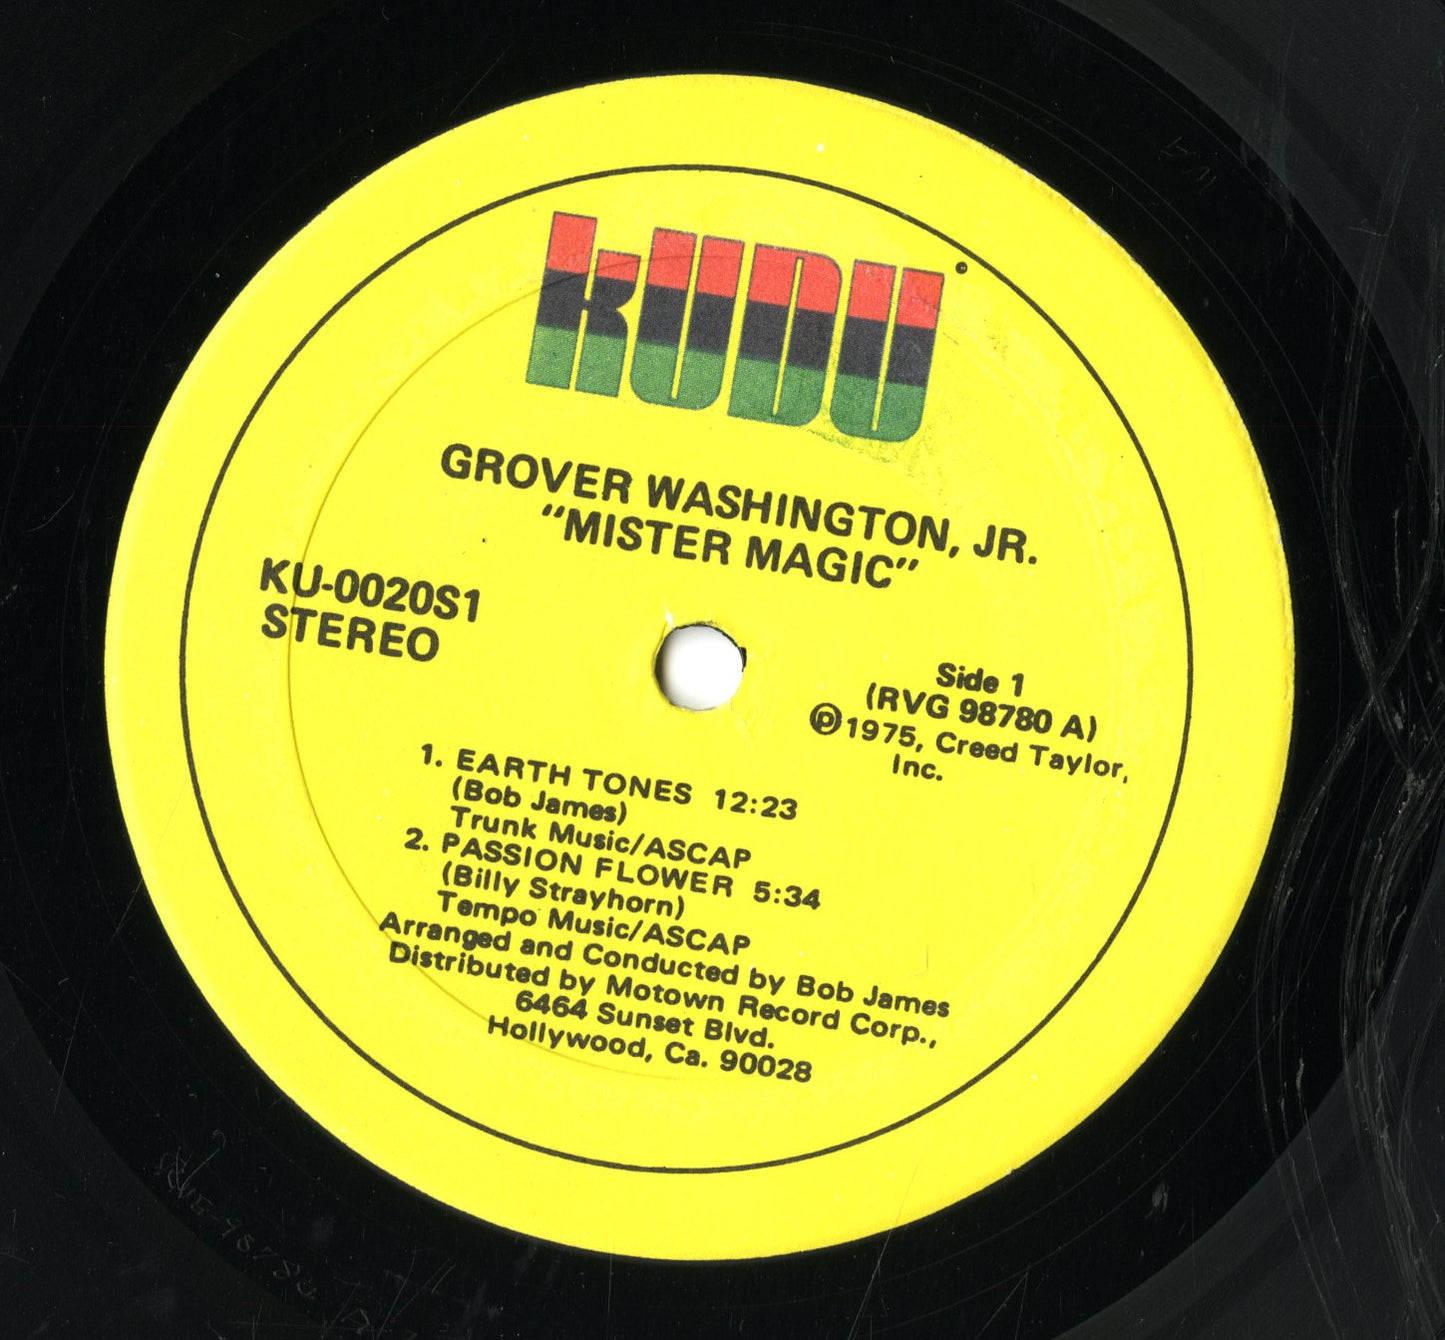 KUDU
GROVER WASHINGTON, JR.
“MISTER MAGIC”
KU-0020S1
STEREO
Side 1
(RVG 98780 A)
℗1975, Creed Taylor,
Inc.
1. EARTH TONES 12:23
(Bob James)
Trunk Music/ASCAP
2. PASSION FLOWER 5:34
(Billy Strayhorn)
Tempo Music/ASCAP
Arranged and Conducted by Bob James
Distributed by Motown Record Corp.,
6464 Sunset Blvd.
Hollywood, Ca. 90028